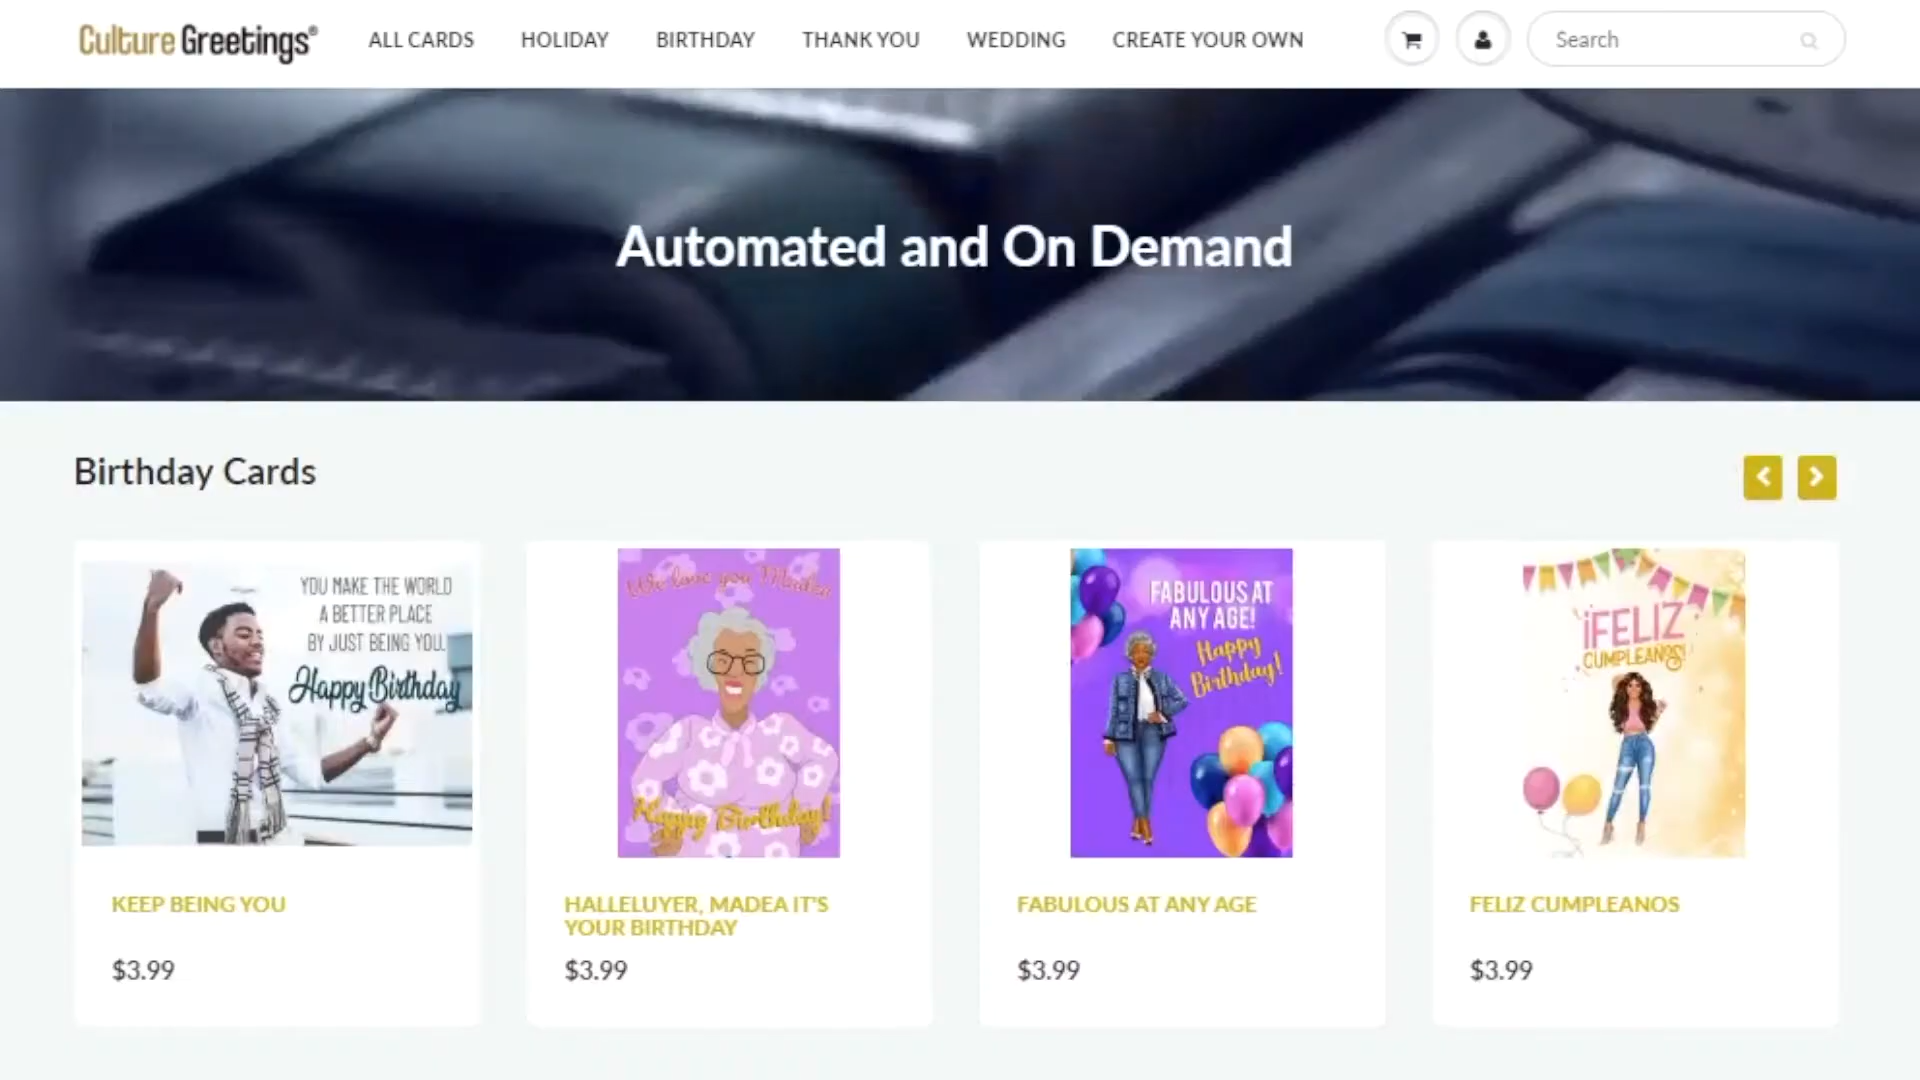 Culture Greetings®
ALL CARDS
HOLIDAY
BIRTHDAY
THANK YOU
WEDDING
CREATE YOUR OWN
Search
Automated and On Demand
Birthday Cards
YOU MAKE THE WORLD
A BETTER PLACE
BY JUST BEING YOU.
Happy Birthday
We love you Madea
Happy Birthday!
FABULOUS AT
ANY AGE!
Happy
Birthday!
¡FELIZ
CUMPLEAÑOS!
KEEP BEING YOU
$3.99
HALLELUYER, MADEA IT'S
YOUR BIRTHDAY
$3.99
FABULOUS AT ANY AGE
$3.99
FELIZ CUMPLEANOS
$3.99